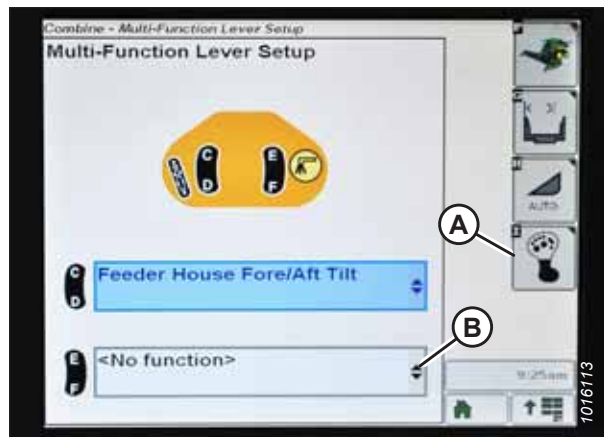 Combine - Multi-Function Lever Setup
Multi-Function Lever Setup
C
D
E
F
AUTO
A
C
D
Feeder House Fore/Aft Tilt
B
E
F
<No function>
9:25am
1016113